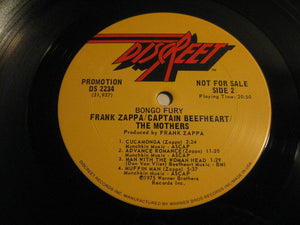 DISCREET
PROMOTION
DS 2234
(31,937)
NOT FOR SALE
SIDE 2
Playing Time: 20:50
BONGO FURY
FRANK ZAPPA/CAPTAIN BEEFHEART/
THE MOTHERS
Produced by FRANK ZAPPA
1. CUCAMONGA (Zappa) 2:24
Munchkin Music - ASCAP
2. ADVANCE ROMANCE (Zappa) 11:35
Munchkin Music - ASCAP
3. MAN WITH THE WOMAN HEAD 1:29
(Don Van Vliet) Beefheart Music - BMI
4. MUFFIN MAN (Zappa) 5:37
Munchkin Music - ASCAP
©1975 Warner Brothers
Records Inc.